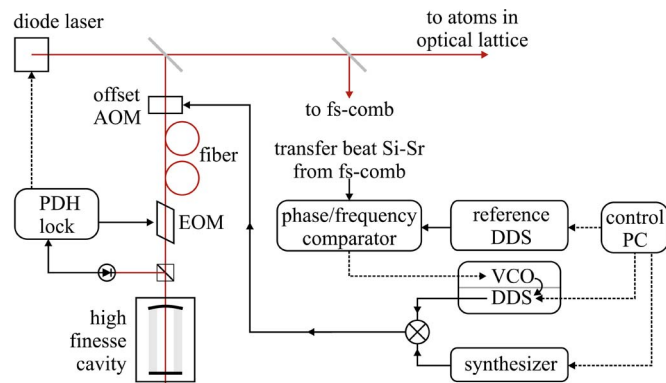 diode laser
to atoms in
optical lattice
offset
AOM
to fs-comb
fiber
transfer beat Si-Sr
from fs-comb
PDH
lock
EOM
phase/frequency
comparator
reference
DDS
control
PC
VCO
DDS
high
finesse
cavity
synthesizer